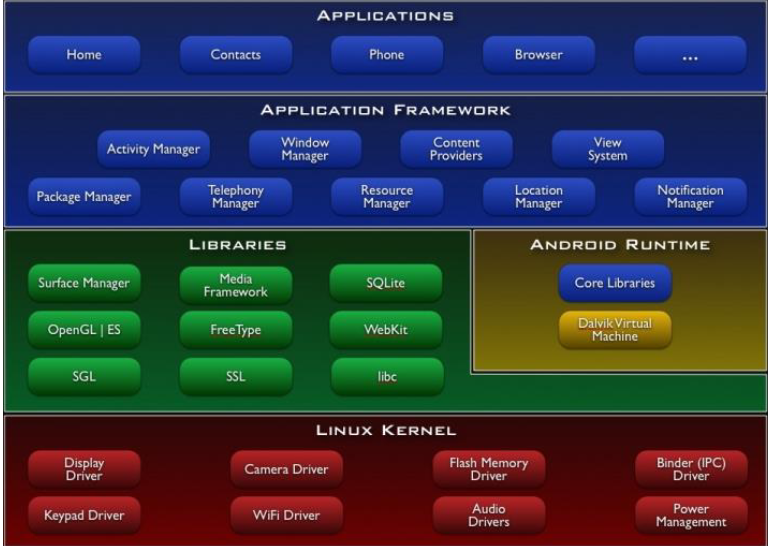 APPLICATIONS
Home
Contacts
Phone
Browser
...
APPLICATION FRAMEWORK
Activity Manager
Window
Manager
Content
Providers
View
System
Package Manager
Telephony
Manager
Resource
Manager
Location
Manager
Notification
Manager
LIBRARIES
Surface Manager
Media
Framework
SQLite
OpenGL | ES
FreeType
WebKit
SGL
SSL
libc
ANDROID RUNTIME
Core Libraries
Dalvik Virtual
Machine
LINUX KERNEL
Display
Driver
Camera Driver
Flash Memory
Driver
Binder (IPC)
Driver
Keypad Driver
WiFi Driver
Audio
Drivers
Power
Management